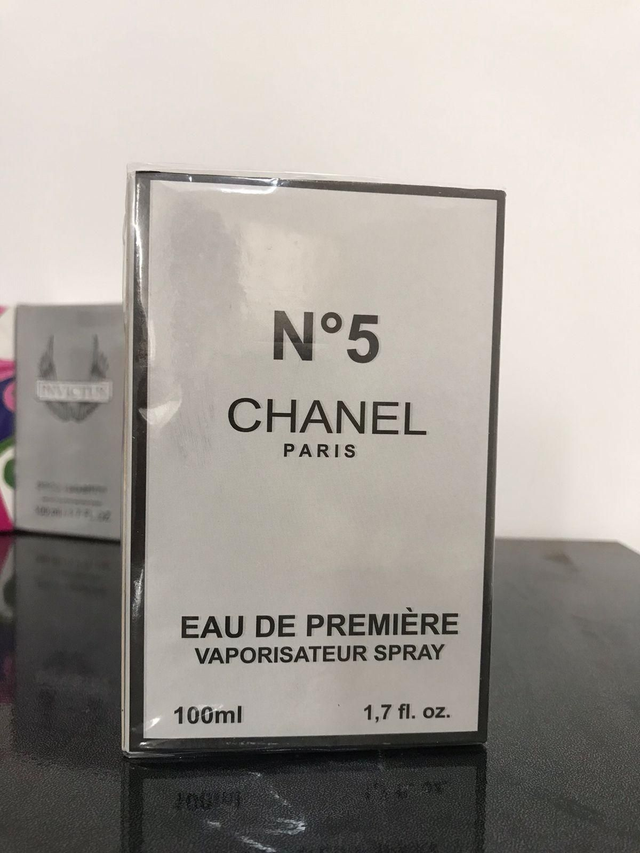 N°5
CHANEL
PARIS
EAU DE PREMIÈRE
VAPORISATEUR SPRAY
100ml 1,7 fl. oz.
INVICTUS